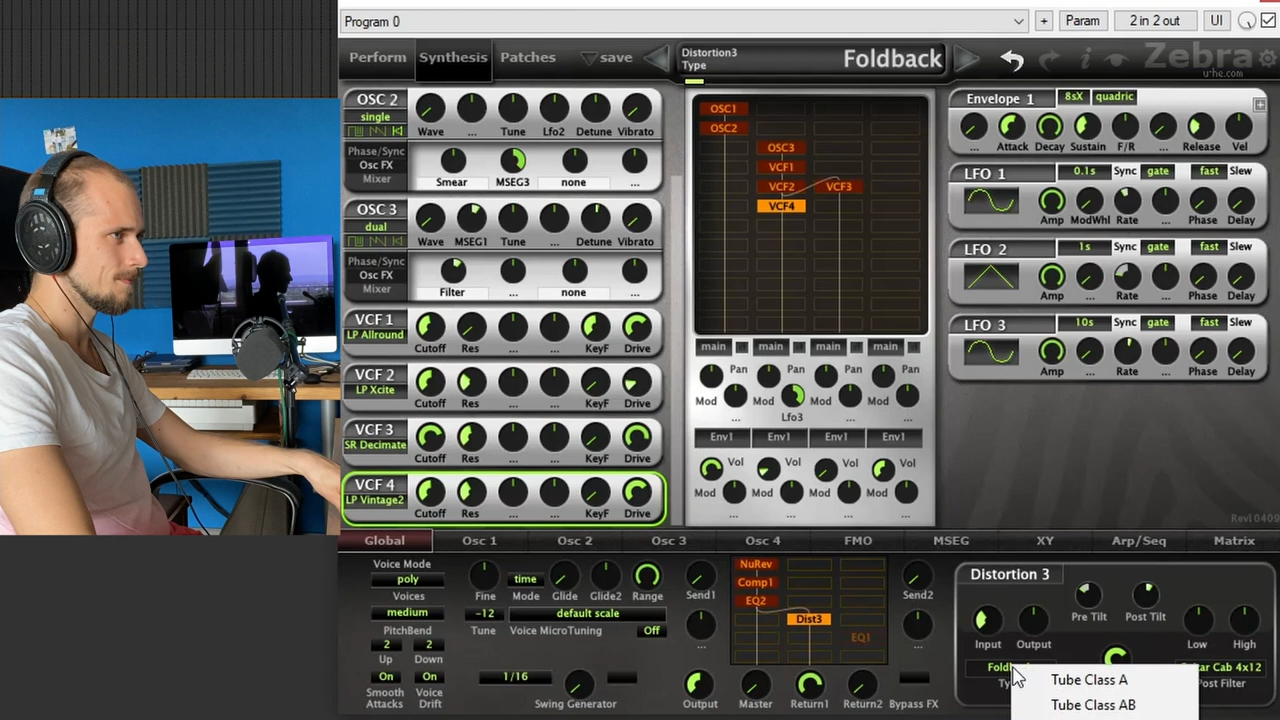 Program 0
+
Param
2 in 2 out
UI
Perform
Synthesis
Patches
save
Distortion3
Type
Foldback
Zebra
u-he.com
OSC 2
single
Wave ... Tune Lfo2 Detune Vibrato
Phase/Sync
Osc FX
Mixer
Smear MSEG3 none ...
OSC 3
dual
Wave MSEG1 Tune ... Detune Vibrato
Phase/Sync
Osc FX
Mixer
Filter ... none ...
VCF 1
LP Allround
Cutoff Res ... ... KeyF Drive
VCF 2
LP Xcite
Cutoff Res ... ... KeyF Drive
VCF 3
SR Decimate
Cutoff Res ... ... KeyF Drive
VCF 4
LP Vintage2
Cutoff Res ... ... KeyF Drive
OSC1
OSC2
OSC3
VCF1
VCF2 VCF3
VCF4
main main main main
Pan Pan Pan Pan
Mod Mod Mod Mod
... Lfo3 ... ...
Env1 Env1 Env1 Env1
Vol Vol Vol Vol
Mod Mod Mod Mod
... ... ... ...
Envelope 1 8sX quadric
... Attack Decay Sustain F/R ... Release Vel
LFO 1 0.1s Sync gate fast Slew
Amp ModWhl Rate ... Phase Delay
LFO 2 1s Sync gate fast Slew
Amp ... Rate ... Phase Delay
LFO 3 10s Sync gate fast Slew
Amp ... Rate ... Phase Delay
Global Osc 1 Osc 2 Osc 3 Osc 4 FMO MSEG XY Arp/Seq Matrix
Voice Mode
poly
Voices
medium
PitchBend
2 2
Up Down
On On
Smooth Attacks
Voice Drift
Fine
time
Mode Glide Glide2 Range
-12
Tune
default scale
Voice MicroTuning Off
1/16
Swing Generator
Send1
...
Output
NuRev
Comp1
EQ2
Dist3
EQ1
Master Return1 Return2 Bypass FX
Send2
...
Distortion 3
Input Output Pre Tilt Post Tilt Low High
Cab 4x12
Post Filter
Tube Class A
Tube Class AB